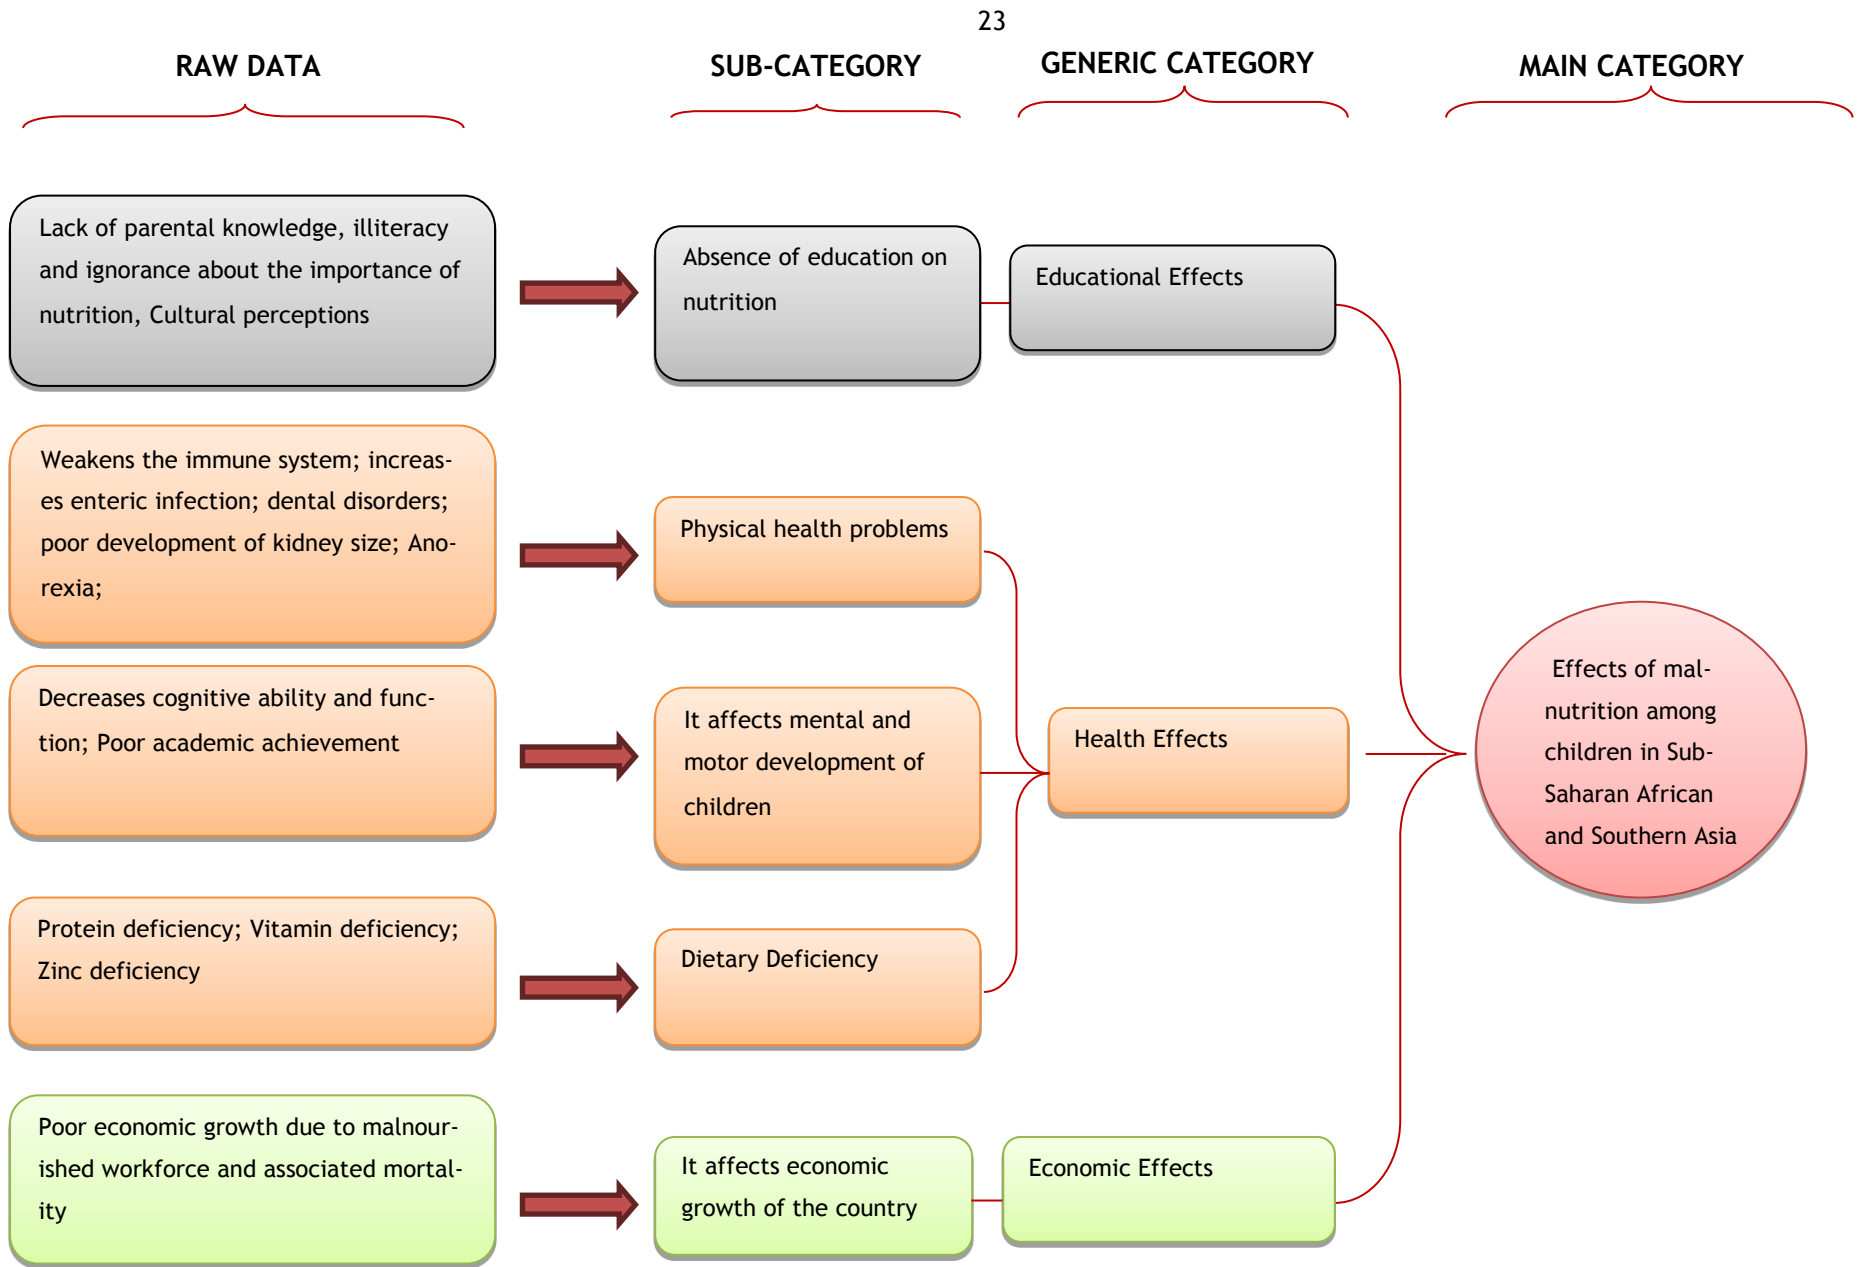 23
RAW DATA
SUB-CATEGORY
GENERIC CATEGORY
MAIN CATEGORY
Lack of parental knowledge, illiteracy
and ignorance about the importance of
nutrition, Cultural perceptions
Absence of education on
nutrition
Educational Effects
Weakens the immune system; increas-
es enteric infection; dental disorders;
poor development of kidney size; Ano-
rexia;
Physical health problems
Decreases cognitive ability and func-
tion; Poor academic achievement
It affects mental and
motor development of
children
Health Effects
Effects of mal-
nutrition among
children in Sub-
Saharan African
and Southern Asia
Protein deficiency; Vitamin deficiency;
Zinc deficiency
Dietary Deficiency
Poor economic growth due to malnour-
ished workforce and associated mortal-
ity
It affects economic
growth of the country
Economic Effects